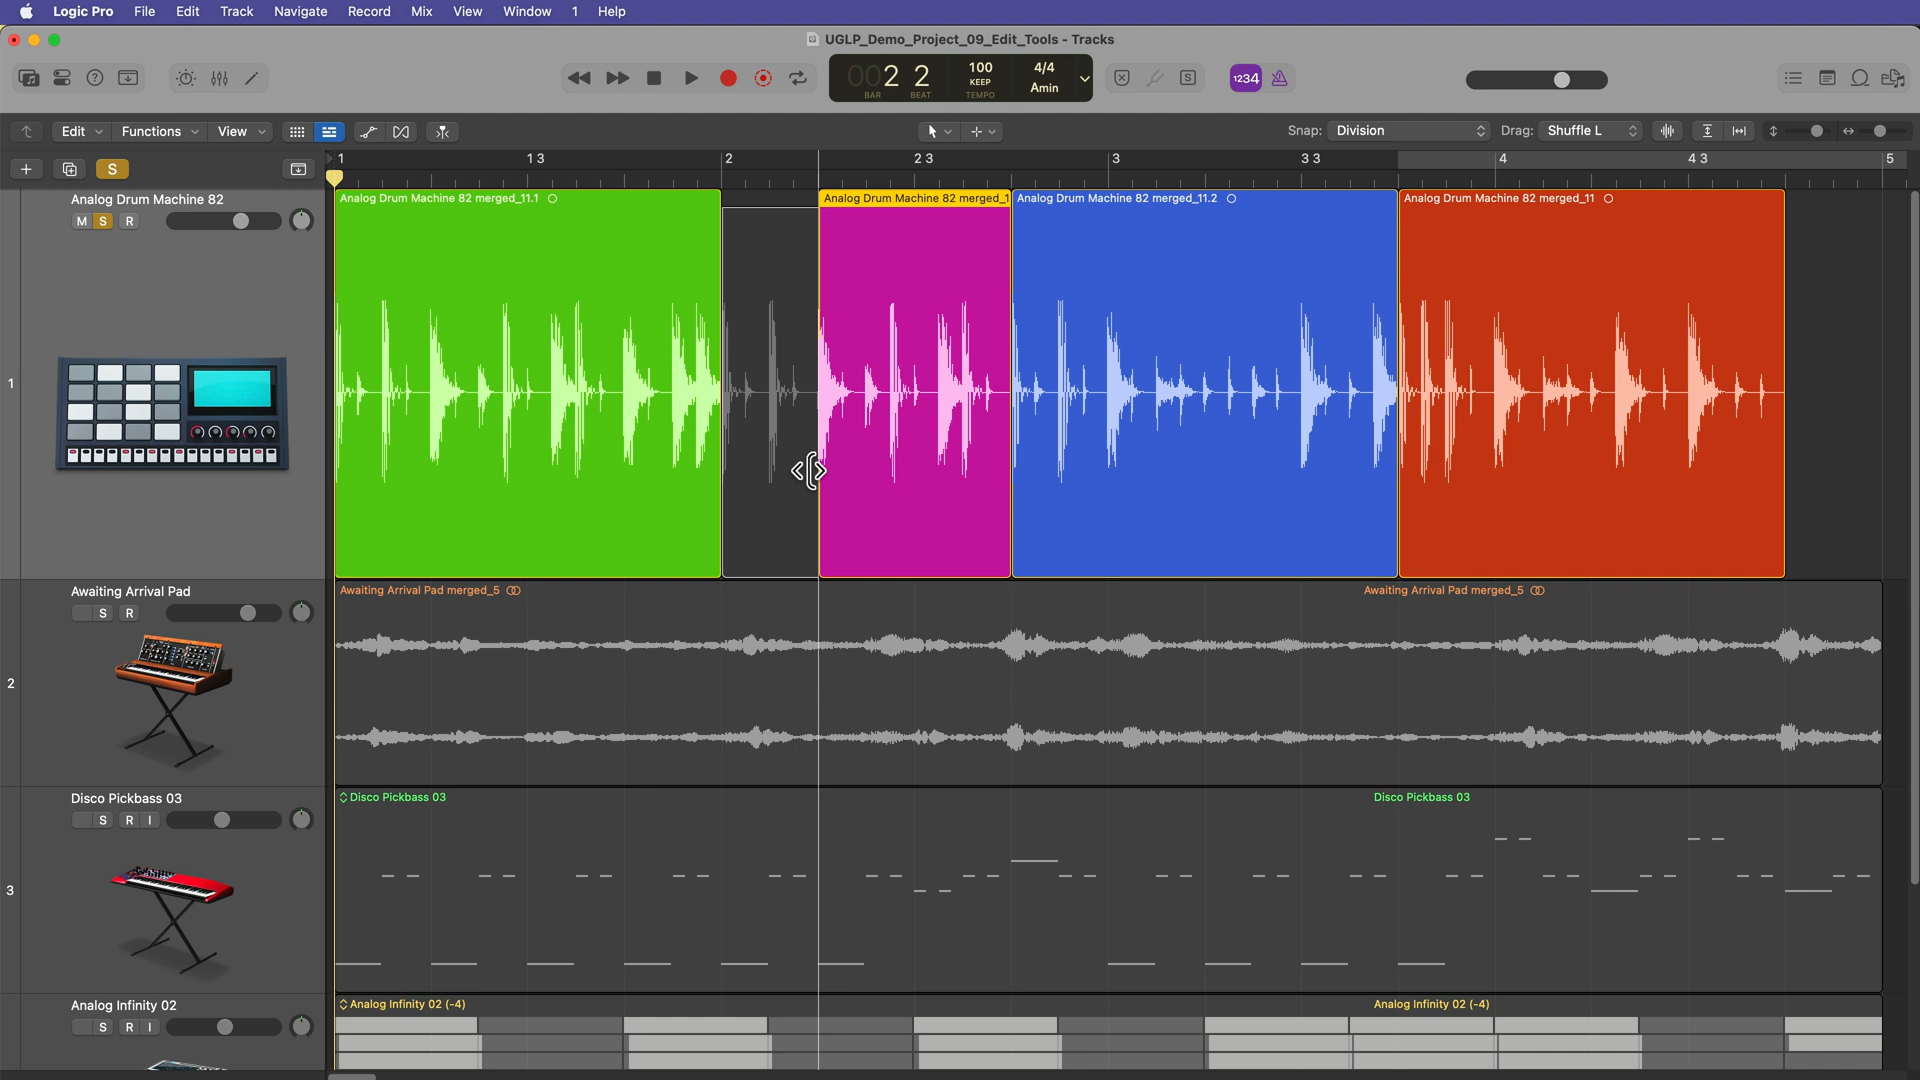 Logic Pro File Edit Track Navigate Record Mix View Window 1 Help
UGLP_Demo_Project_09_Edit_Tools - Tracks
002 2 100 4/4
KEEP Amin
BAR BEAT TEMPO
S 1234
Edit Functions View Snap: Division Drag: Shuffle L
S 1 1 3 2 2 3 3 3 3 4 4 3 5
Analog Drum Machine 82
M S R
1
Analog Drum Machine 82 merged_11.1
Analog Drum Machine 82 merged_1
Analog Drum Machine 82 merged_11.2
Analog Drum Machine 82 merged_11
Awaiting Arrival Pad
S R
2
Awaiting Arrival Pad merged_5
Awaiting Arrival Pad merged_5
Disco Pickbass 03
S R I
3
Disco Pickbass 03
Disco Pickbass 03
Analog Infinity 02
S R I
Analog Infinity 02 (-4)
Analog Infinity 02 (-4)